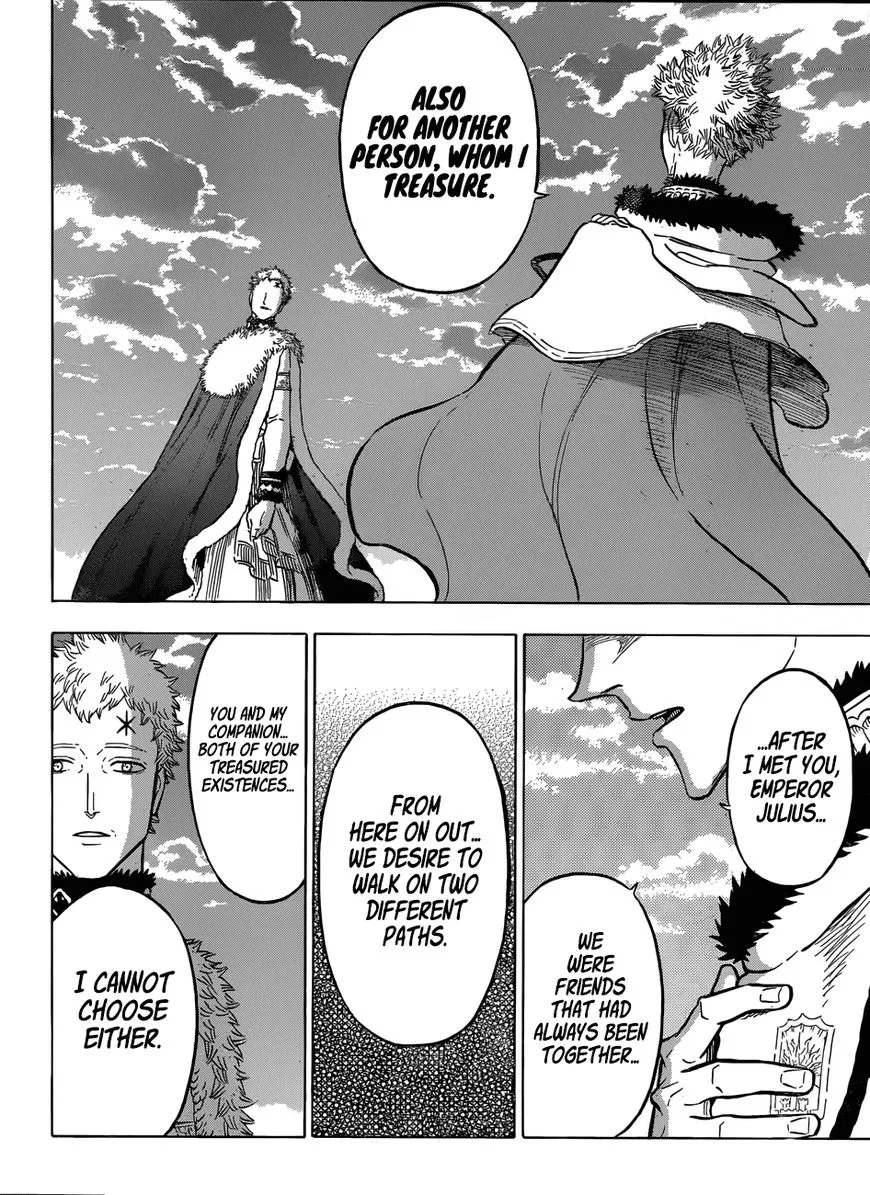 ALSO
FOR ANOTHER
PERSON, WHOM I
TREASURE.
...AFTER
I MET YOU,
EMPEROR
JULIUS...
WE
WERE
FRIENDS
THAT HAD
ALWAYS BEEN
TOGETHER...
FROM
HERE ON OUT...
WE DESIRE TO
WALK ON TWO
DIFFERENT
PATHS.
YOU AND MY
COMPANION...
BOTH OF YOUR
TREASURED
EXISTENCES...
I CANNOT
CHOOSE
EITHER.